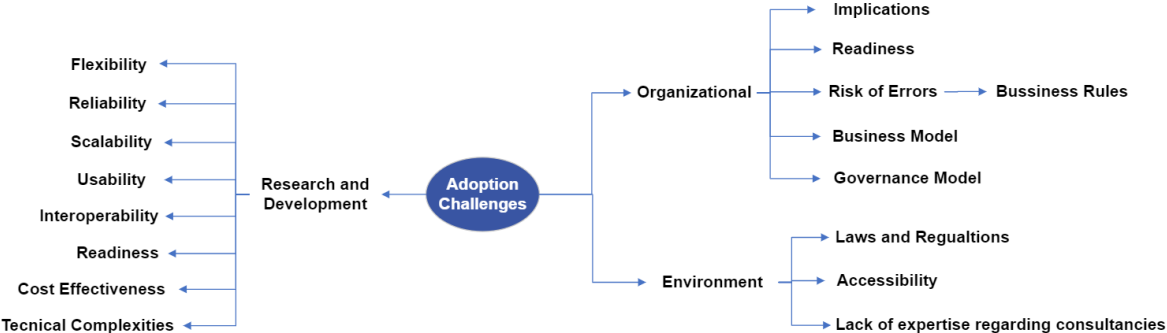 Flexibility
Reliability
Scalability
Usability
Interoperability
Readiness
Cost Effectiveness
Tecnical Complexities
Research and
Development
Adoption
Challenges
Organizational
Implications
Readiness
Risk of Errors
Bussiness Rules
Business Model
Governance Model
Environment
Laws and Regualtions
Accessibility
Lack of expertise regarding consultancies